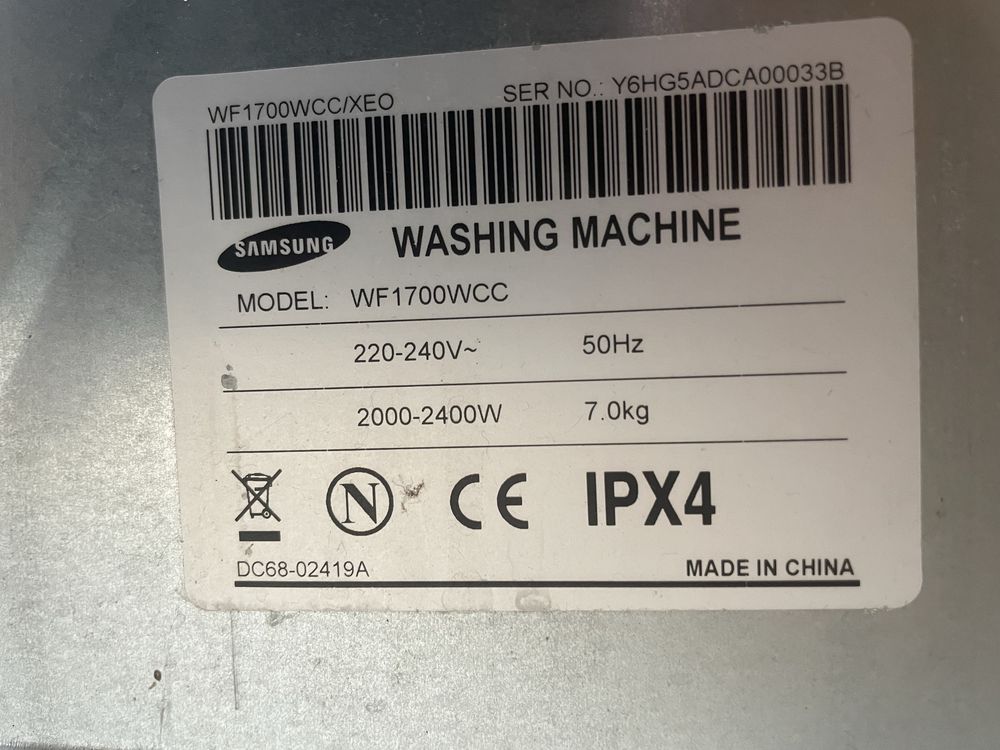 WF1700WCC/XEO SER NO.: Y6HG5ADCA00033B
SAMSUNG WASHING MACHINE
MODEL: WF1700WCC
220-240V~ 50Hz
2000-2400W 7.0kg
N CE IPX4
DC68-02419A MADE IN CHINA